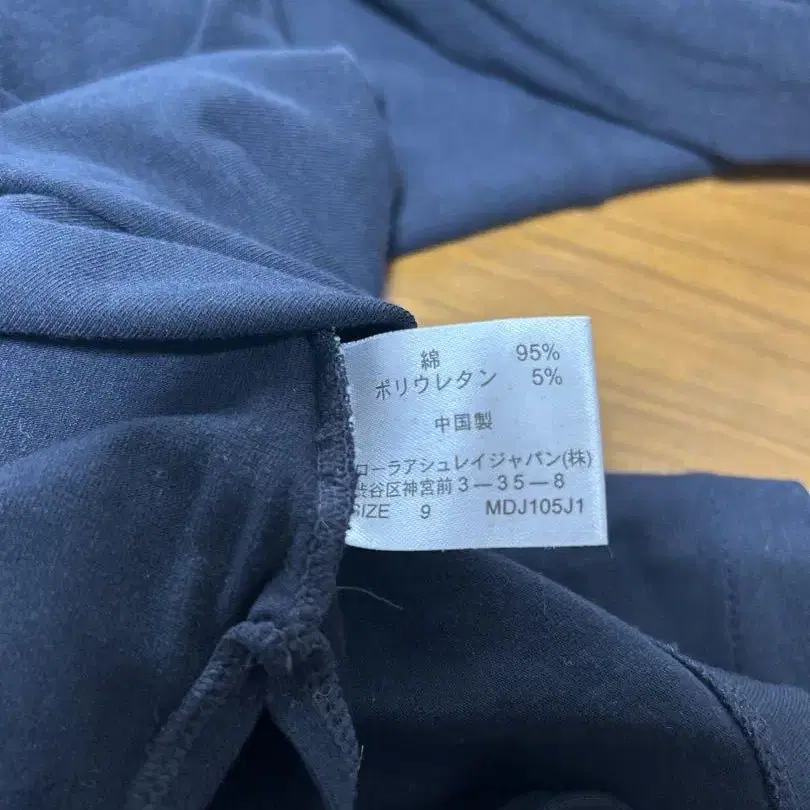 綿 95%
ポリウレタン 5%
中国製
ローラアシュレイジャパン(株)
渋谷区神宮前3—35—8
SIZE 9 MDJ105J1